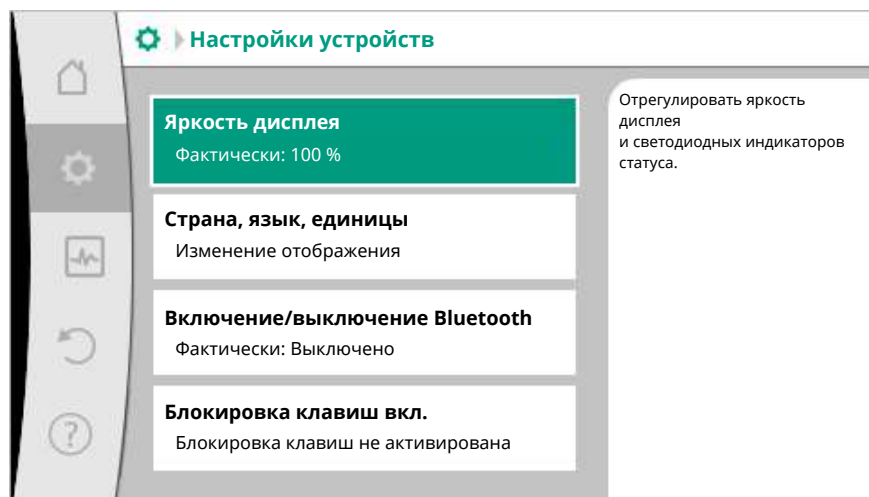 Настройки устройств
Яркость дисплея
Фактически: 100 %
Страна, язык, единицы
Изменение отображения
Включение/выключение Bluetooth
Фактически: Выключено
Блокировка клавиш вкл.
Блокировка клавиш не активирована
Отрегулировать яркость
дисплея
и светодиодных индикаторов
статуса.
?